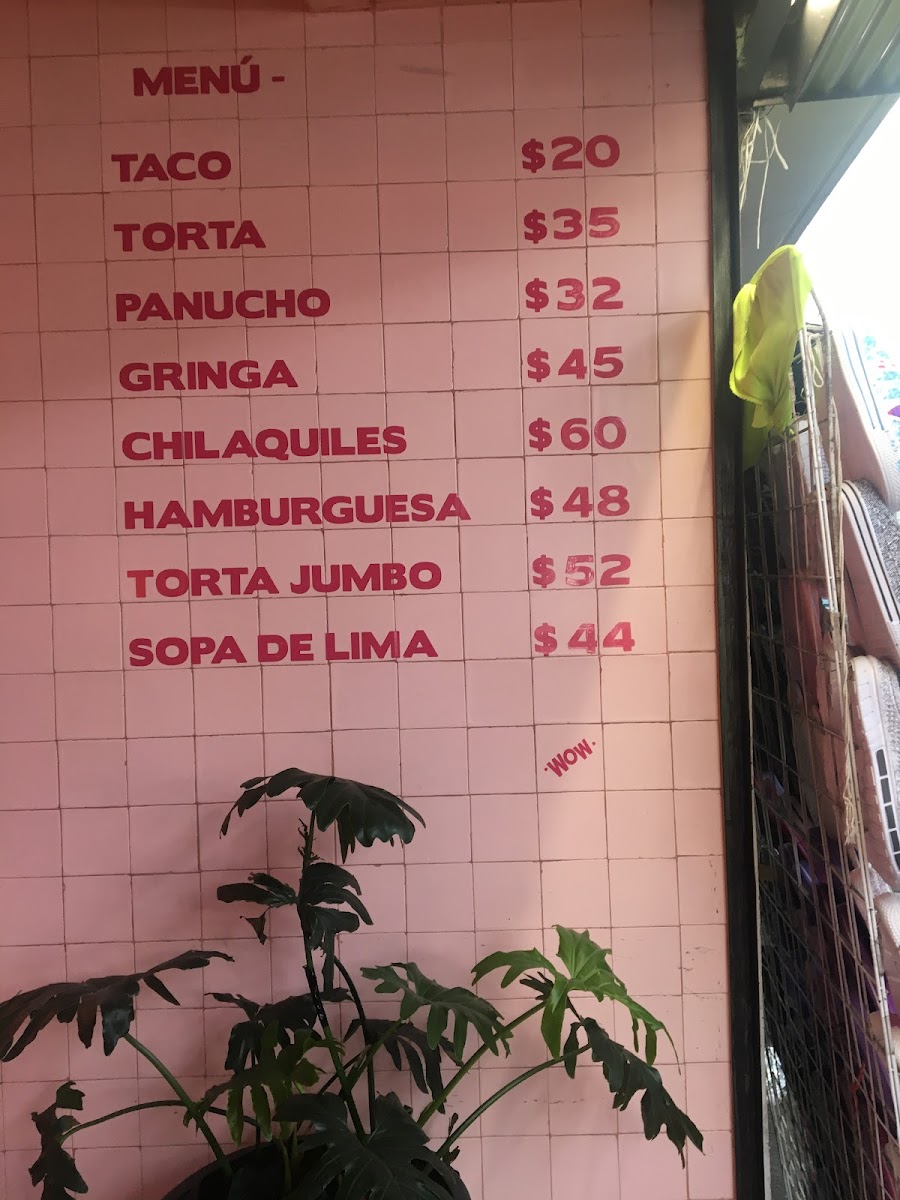 MENÚ -
TACO $20
TORTA $35
PANUCHO $32
GRINGA $45
CHILAQUILES $60
HAMBURGUESA $48
TORTA JUMBO $52
SOPA DE LIMA $44
·WOW·